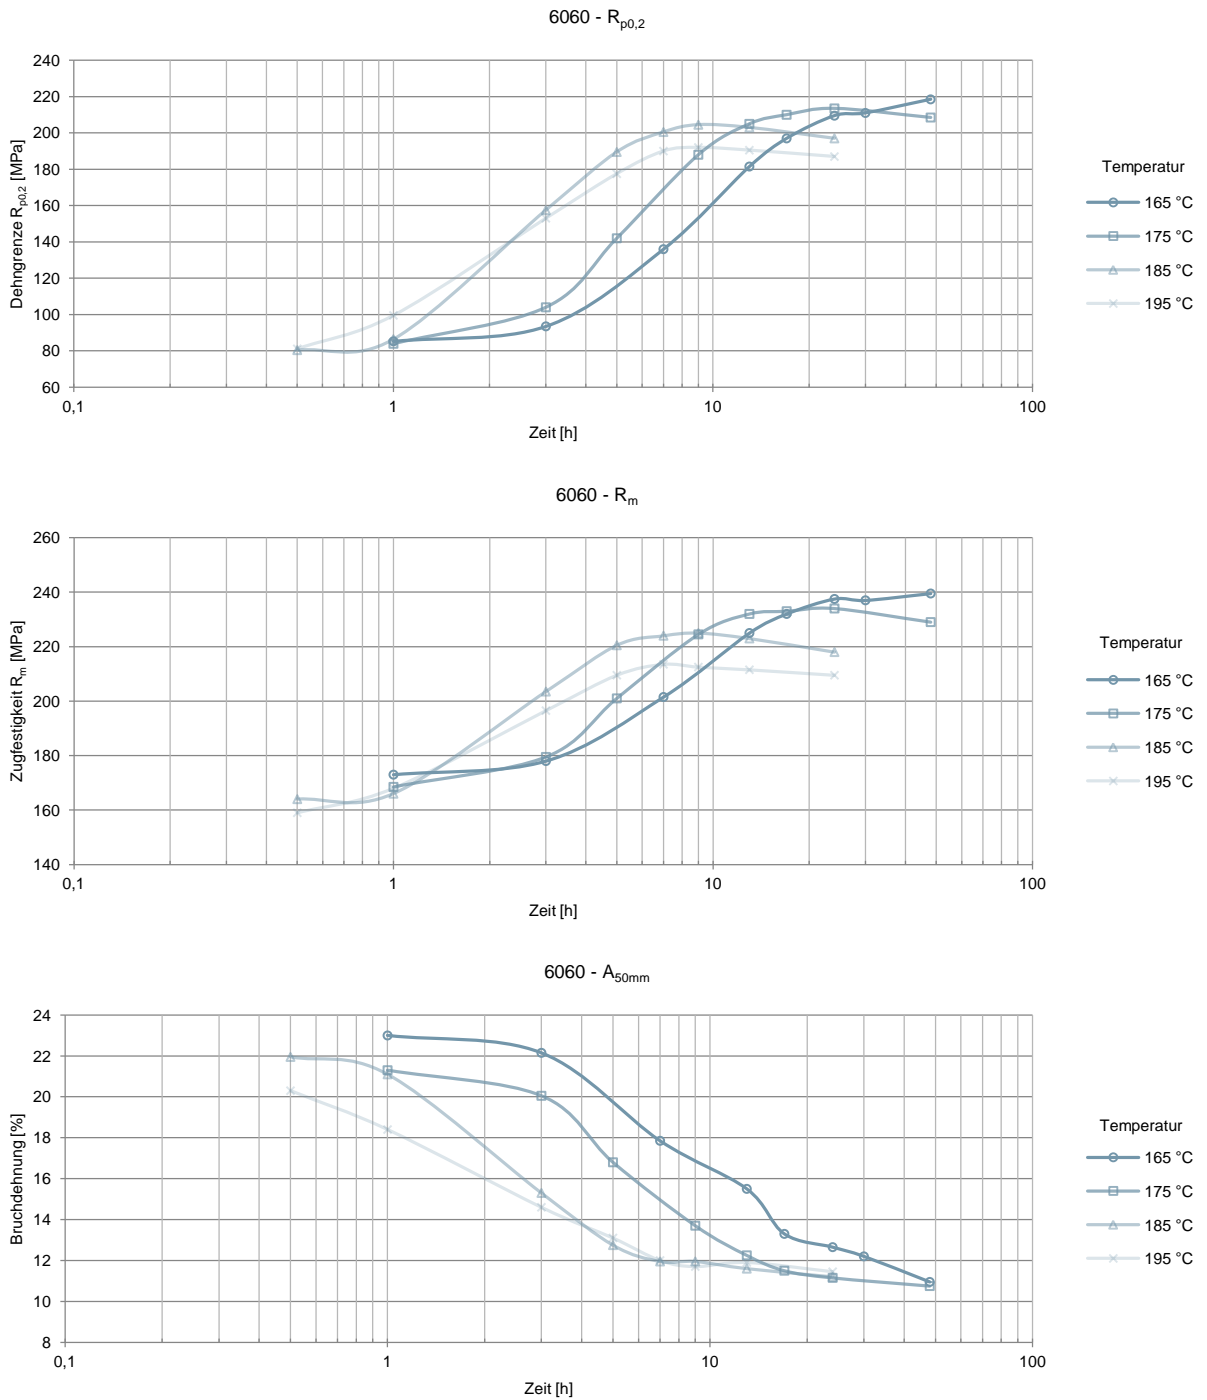 6060 - Rp0,2
240
220
200
180
160
140
120
100
80
60
Dehngrenze Rp0,2 [MPa]
0,1 1 10 100
Zeit [h]
Temperatur
165 °C
175 °C
185 °C
195 °C
6060 - Rm
260
240
220
200
180
160
140
Zugfestigkeit Rm [MPa]
0,1 1 10 100
Zeit [h]
Temperatur
165 °C
175 °C
185 °C
195 °C
6060 - A50mm
24
22
20
18
16
14
12
10
8
Bruchdehnung [%]
0,1 1 10 100
Zeit [h]
Temperatur
165 °C
175 °C
185 °C
195 °C